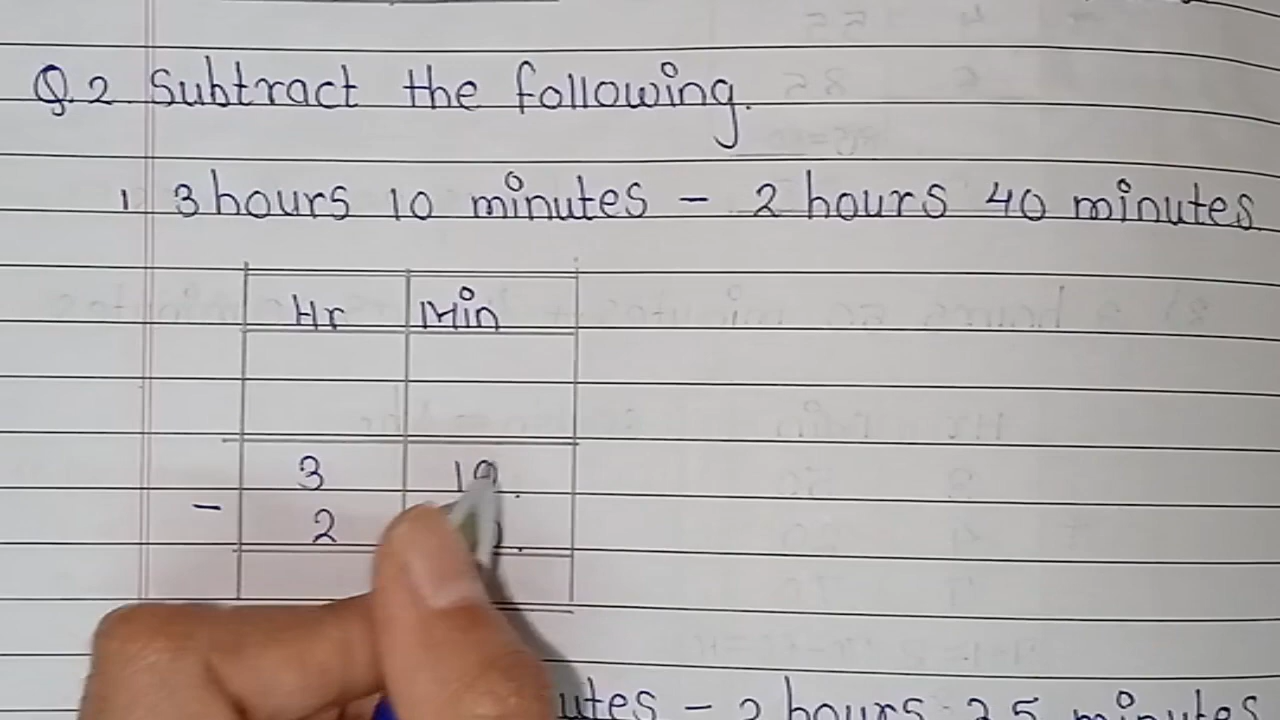 Q.2 Subtract the following.
1) 3 hours 10 minutes - 2 hours 40 minutes
Hr Min
3 10
- 2
utes - 2 hours 25 minutes